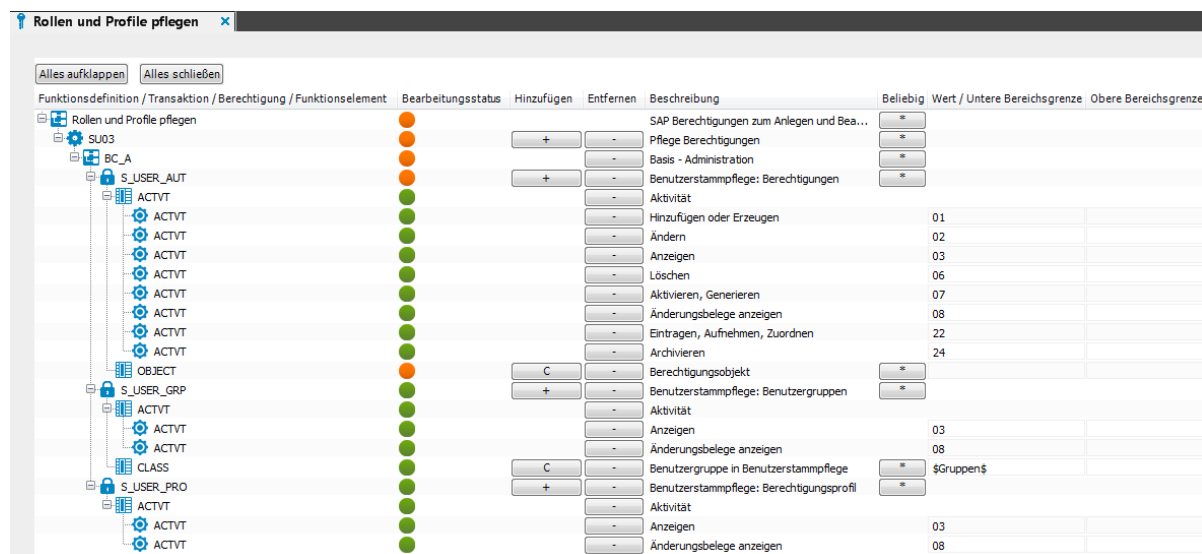 Rollen und Profile pflegen ×
Alles aufklappen Alles schließen
Funktionsdefinition / Transaktion / Berechtigung / Funktionselement Bearbeitungsstatus Hinzufügen Entfernen Beschreibung Beliebig Wert / Untere Bereichsgrenze Obere Bereichsgrenze
Rollen und Profile pflegen SAP Berechtigungen zum Anlegen und Bea... *
SU03 + - Pflege Berechtigungen *
BC_A - Basis - Administration *
S_USER_AUT + - Benutzerstammpflege: Berechtigungen *
ACTVT - Aktivität
ACTVT - Hinzufügen oder Erzeugen 01
ACTVT - Ändern 02
ACTVT - Anzeigen 03
ACTVT - Löschen 06
ACTVT - Aktivieren, Generieren 07
ACTVT - Änderungsbelege anzeigen 08
ACTVT - Eintragen, Aufnehmen, Zuordnen 22
ACTVT - Archivieren 24
OBJECT C - Berechtigungsobjekt *
S_USER_GRP + - Benutzerstammpflege: Benutzergruppen *
ACTVT - Aktivität
ACTVT - Anzeigen 03
ACTVT - Änderungsbelege anzeigen 08
CLASS C - Benutzergruppe in Benutzerstammpflege * $Gruppen$
S_USER_PRO + - Benutzerstammpflege: Berechtigungsprofil *
ACTVT - Aktivität
ACTVT - Anzeigen 03
ACTVT - Änderungsbelege anzeigen 08